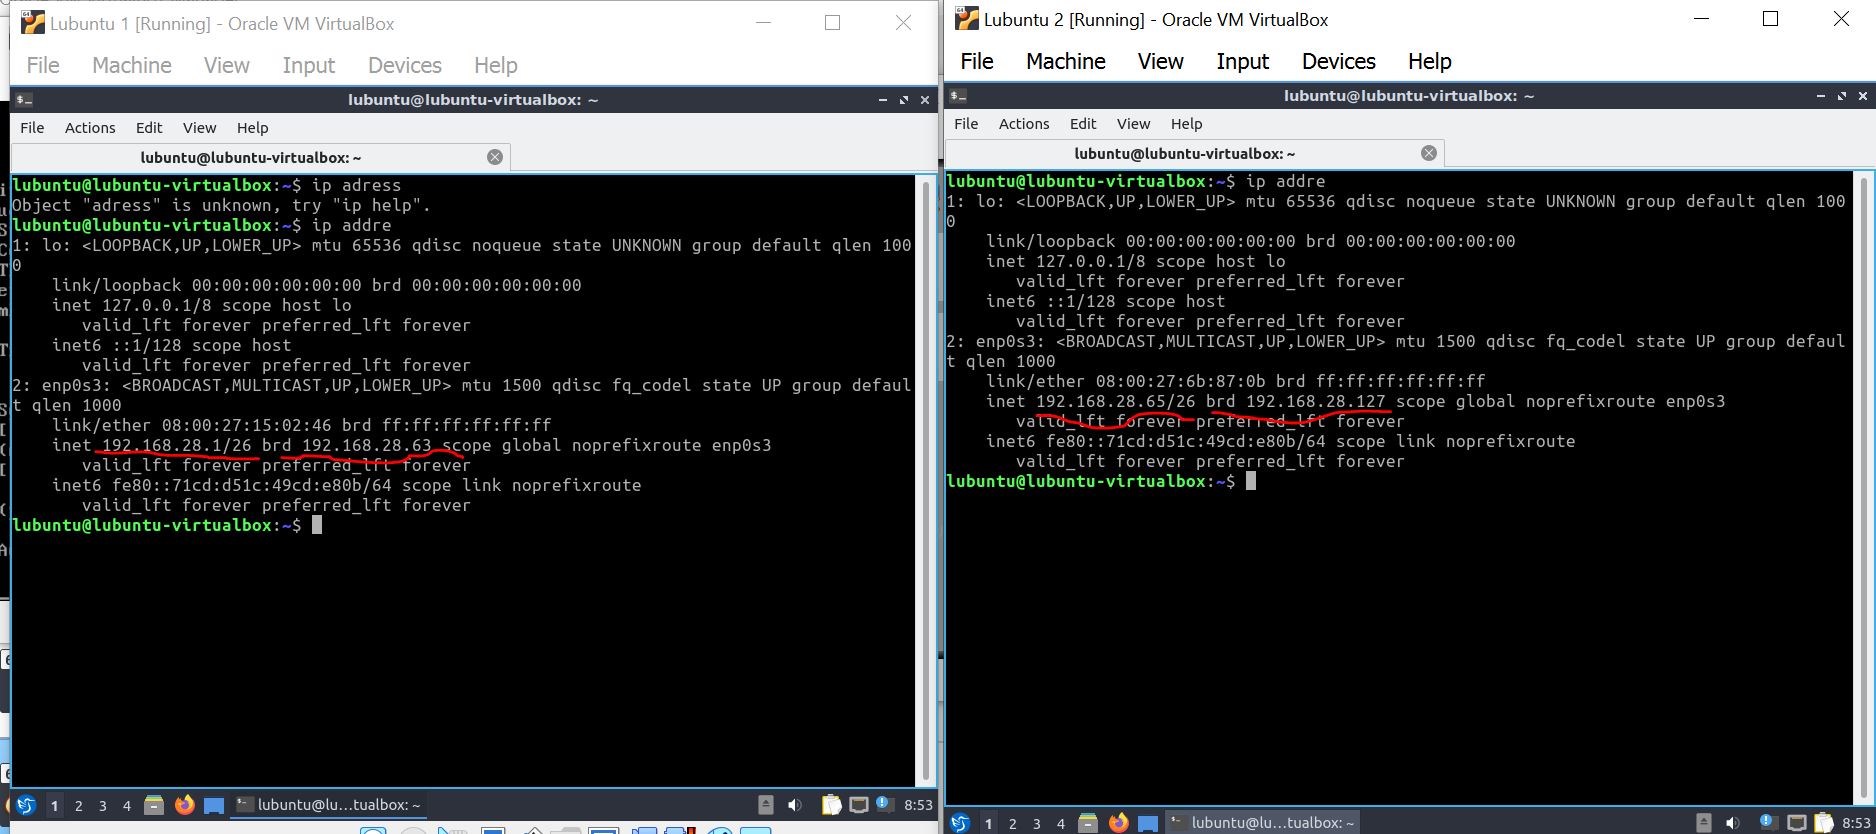 Lubuntu 1 [Running] - Oracle VM VirtualBox
File Machine View Input Devices Help
lubuntu@lubuntu-virtualbox: ~
File Actions Edit View Help
lubuntu@lubuntu-virtualbox: ~
lubuntu@lubuntu-virtualbox:~$ ip adress
Object "adress" is unknown, try "ip help".
lubuntu@lubuntu-virtualbox:~$ ip addre
1: lo: <LOOPBACK,UP,LOWER_UP> mtu 65536 qdisc noqueue state UNKNOWN group default qlen 100
0
link/loopback 00:00:00:00:00:00 brd 00:00:00:00:00:00
inet 127.0.0.1/8 scope host lo
valid_lft forever preferred_lft forever
inet6 ::1/128 scope host
valid_lft forever preferred_lft forever
2: enp0s3: <BROADCAST,MULTICAST,UP,LOWER_UP> mtu 1500 qdisc fq_codel state UP group defaul
t qlen 1000
link/ether 08:00:27:15:02:46 brd ff:ff:ff:ff:ff:ff
inet 192.168.28.1/26 brd 192.168.28.63 scope global noprefixroute enp0s3
valid_lft forever preferred_lft forever
inet6 fe80::71cd:d51c:49cd:e80b/64 scope link noprefixroute
valid_lft forever preferred_lft forever
lubuntu@lubuntu-virtualbox:~$
1 2 3 4 lubuntu@lu...tualbox: ~ 8:53
Lubuntu 2 [Running] - Oracle VM VirtualBox
File Machine View Input Devices Help
lubuntu@lubuntu-virtualbox: ~
File Actions Edit View Help
lubuntu@lubuntu-virtualbox: ~
lubuntu@lubuntu-virtualbox:~$ ip addre
1: lo: <LOOPBACK,UP,LOWER_UP> mtu 65536 qdisc noqueue state UNKNOWN group default qlen 100
0
link/loopback 00:00:00:00:00:00 brd 00:00:00:00:00:00
inet 127.0.0.1/8 scope host lo
valid_lft forever preferred_lft forever
inet6 ::1/128 scope host
valid_lft forever preferred_lft forever
2: enp0s3: <BROADCAST,MULTICAST,UP,LOWER_UP> mtu 1500 qdisc fq_codel state UP group defaul
t qlen 1000
link/ether 08:00:27:6b:87:0b brd ff:ff:ff:ff:ff:ff
inet 192.168.28.65/26 brd 192.168.28.127 scope global noprefixroute enp0s3
valid_lft forever preferred_lft forever
inet6 fe80::71cd:d51c:49cd:e80b/64 scope link noprefixroute
valid_lft forever preferred_lft forever
lubuntu@lubuntu-virtualbox:~$
1 2 3 4 lubuntu@lu...tualbox: ~ 8:53